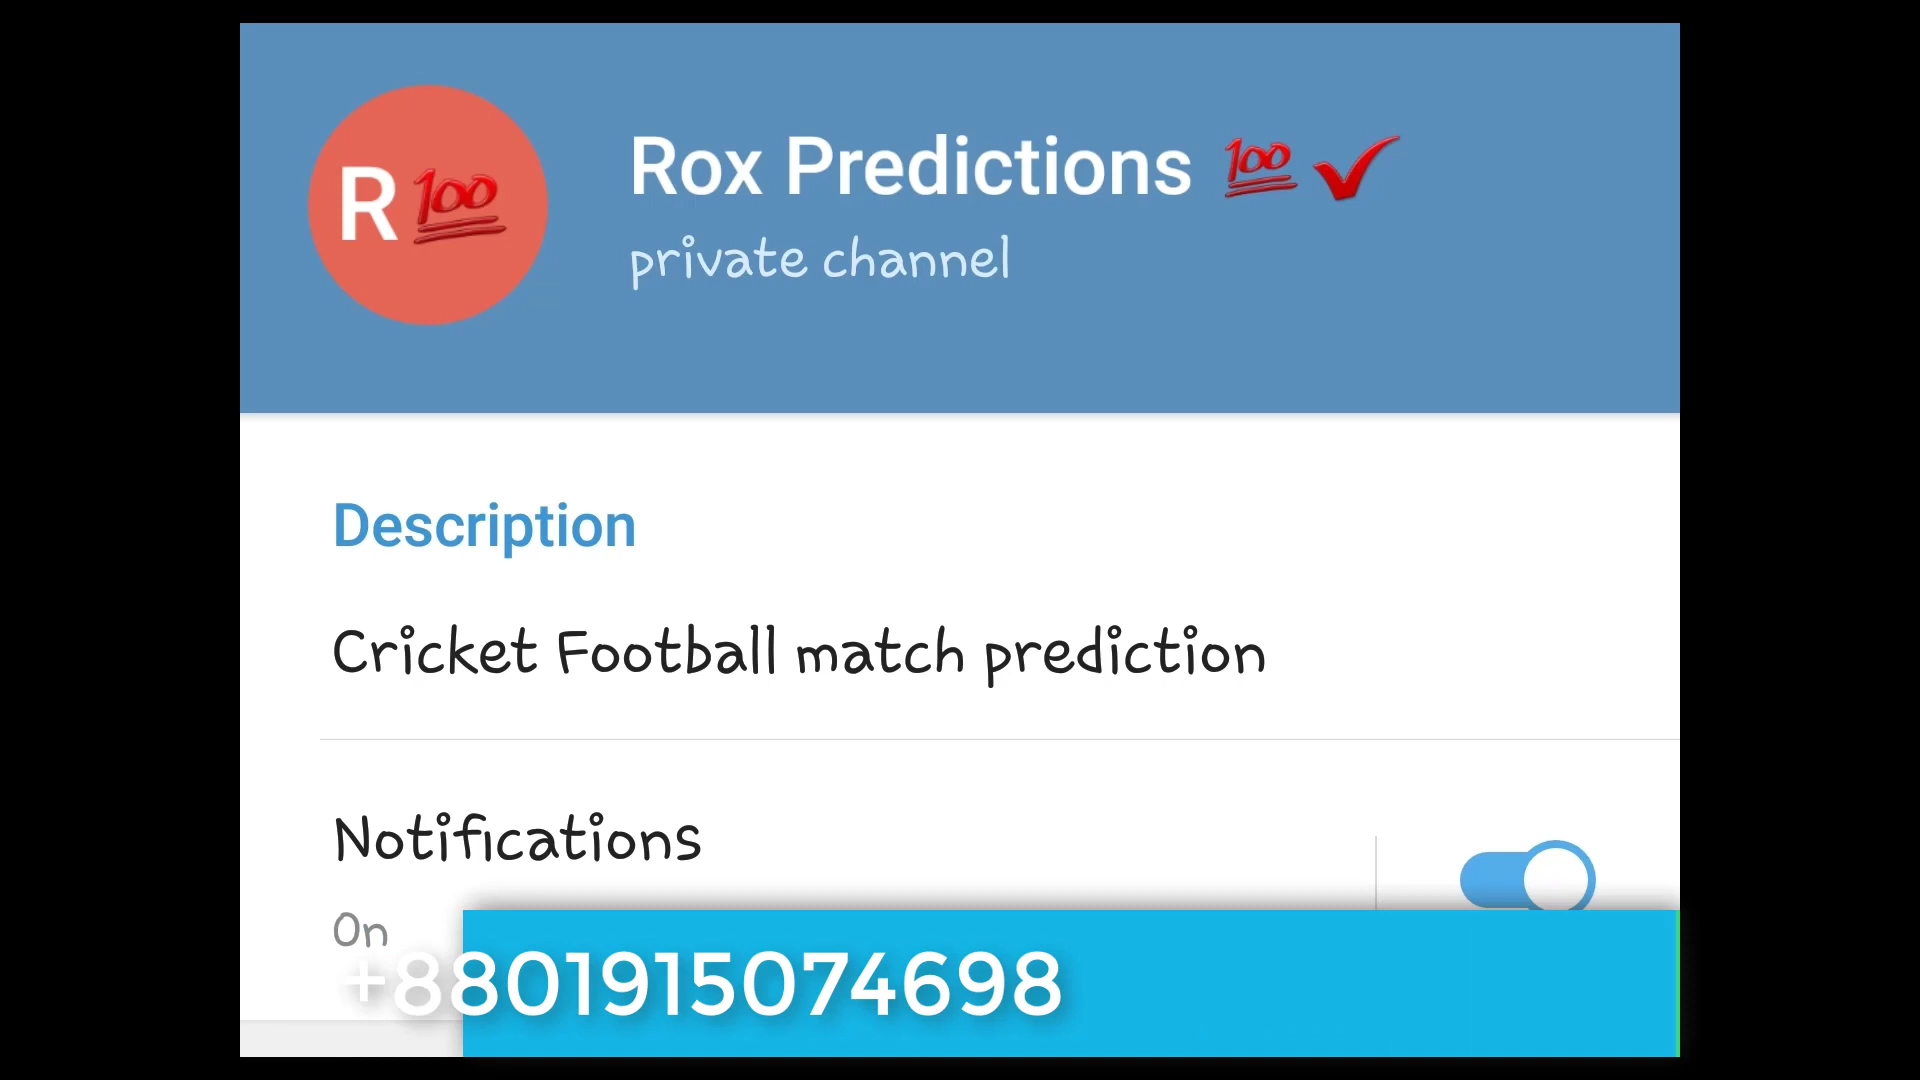 R💯
Rox Predictions 💯✔
private channel
Description
Cricket Football match prediction
Notifications
On
+8801915074698